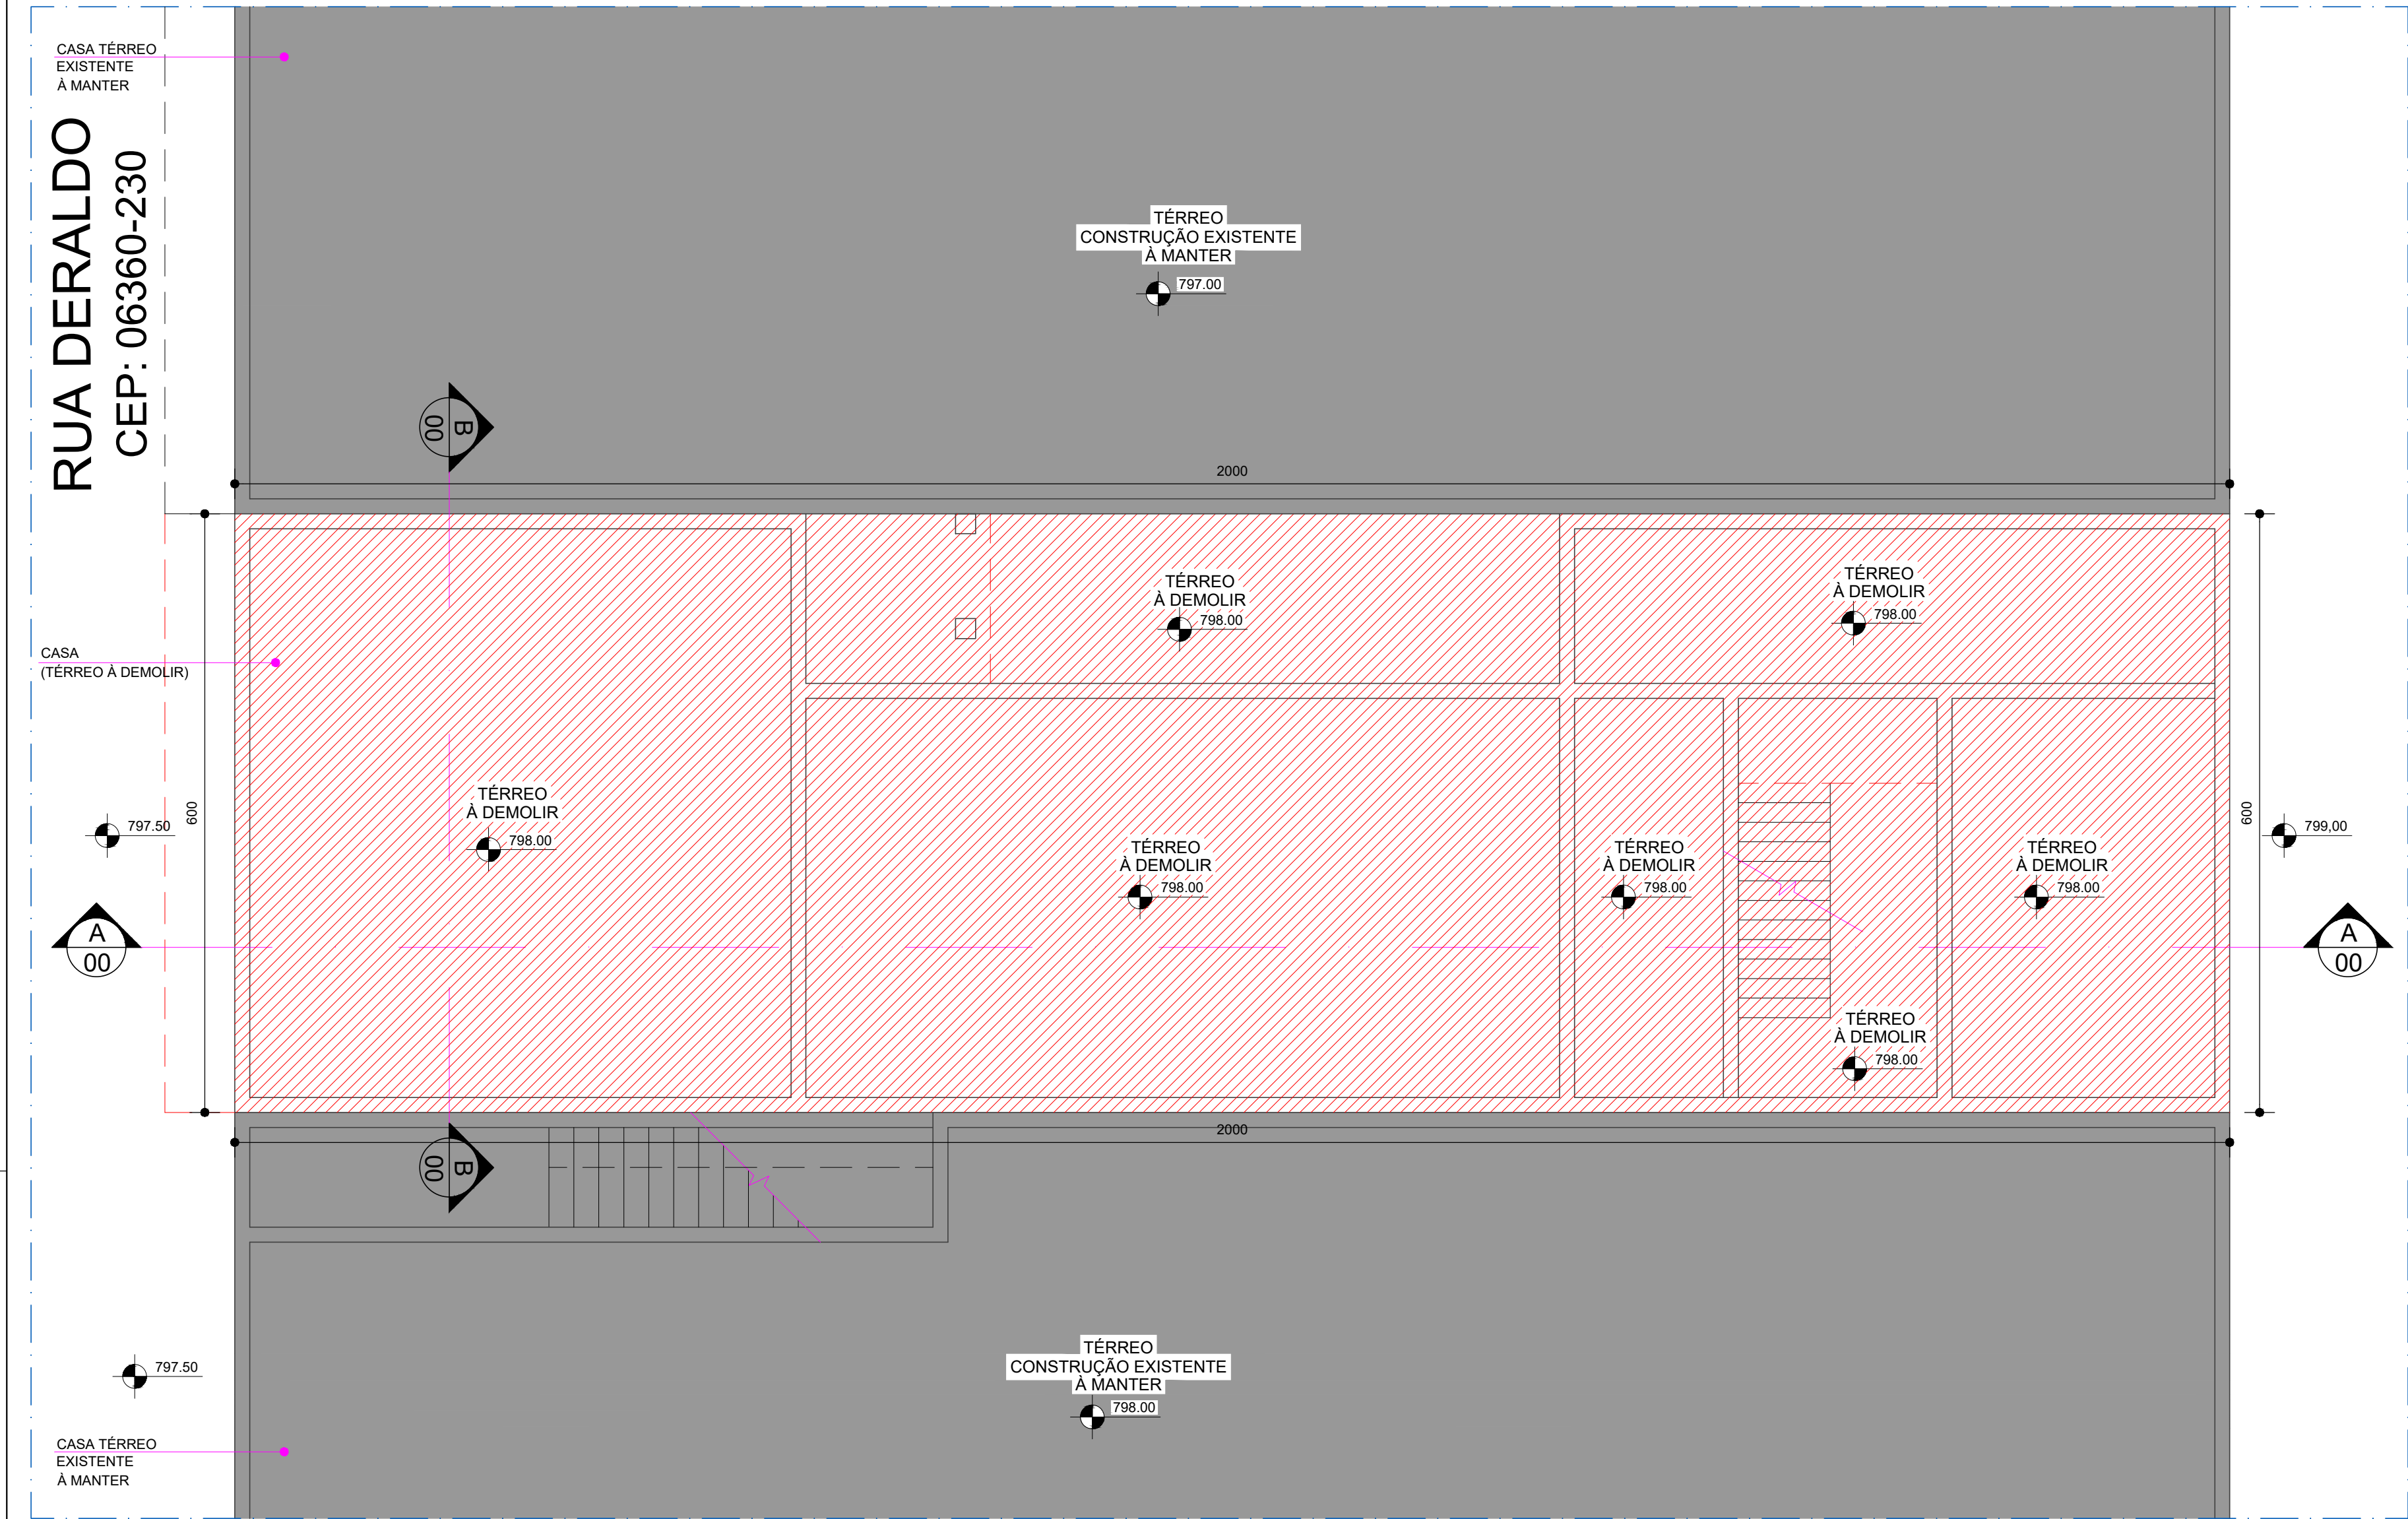 CASA TÉRREO
EXISTENTE
À MANTER
RUA DERALDO
CEP: 06360-230
TÉRREO
CONSTRUÇÃO EXISTENTE
À MANTER
797.00
B
00
2000
TÉRREO
À DEMOLIR
798.00
TÉRREO
À DEMOLIR
798.00
CASA
(TÉRREO À DEMOLIR)
797.50
600
TÉRREO
À DEMOLIR
798.00
TÉRREO
À DEMOLIR
798.00
TÉRREO
À DEMOLIR
798.00
TÉRREO
À DEMOLIR
798.00
600
799,00
A
00
A
00
TÉRREO
À DEMOLIR
798.00
2000
B
00
797.50
TÉRREO
CONSTRUÇÃO EXISTENTE
À MANTER
798.00
CASA TÉRREO
EXISTENTE
À MANTER